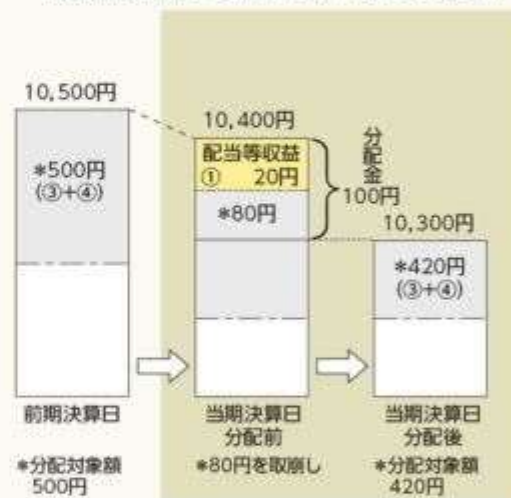 10,500円
*500円
(③+④)
10,400円
配当等収益
① 20円
*80円
分配金
100円
10,300円
*420円
(③+④)
前期決算日
当期決算日
分配前
当期決算日
分配後
*分配対象額
500円
*80円を取崩し
*分配対象額
420円